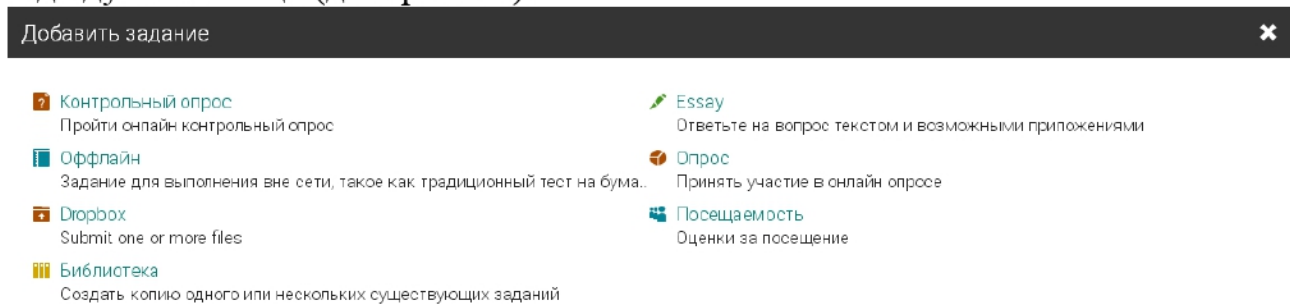 Добавить задание
Контрольный опрос
Пройти онлайн контрольный опрос
Оффлайн
Задание для выполнения вне сети, такое как традиционный тест на бума..
Dropbox
Submit one or more files
Библиотека
Создать копию одного или нескольких существующих заданий
Essay
Ответьте на вопрос текстом и возможными приложениями
Опрос
Принять участие в онлайн опросе
Посещаемость
Оценки за посещение